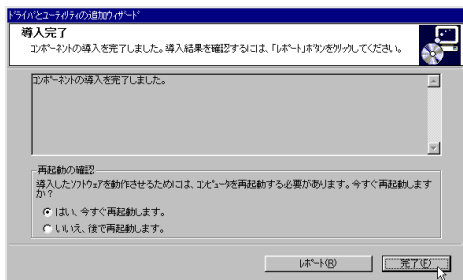 ドライバとユーティリティの追加ウィザード
導入完了
コンポーネントの導入を完了しました。導入結果を確認するには、「レポート」ボタンをクリックしてください。
コンポーネントの導入を完了しました。
再起動の確認
導入したソフトウェアを動作させるためには、コンピュータを再起動する必要があります。今すぐ再起動します
か?
はい、今すぐ再起動します。
いいえ、後で再起動します。
レポート(R)
完了(F)